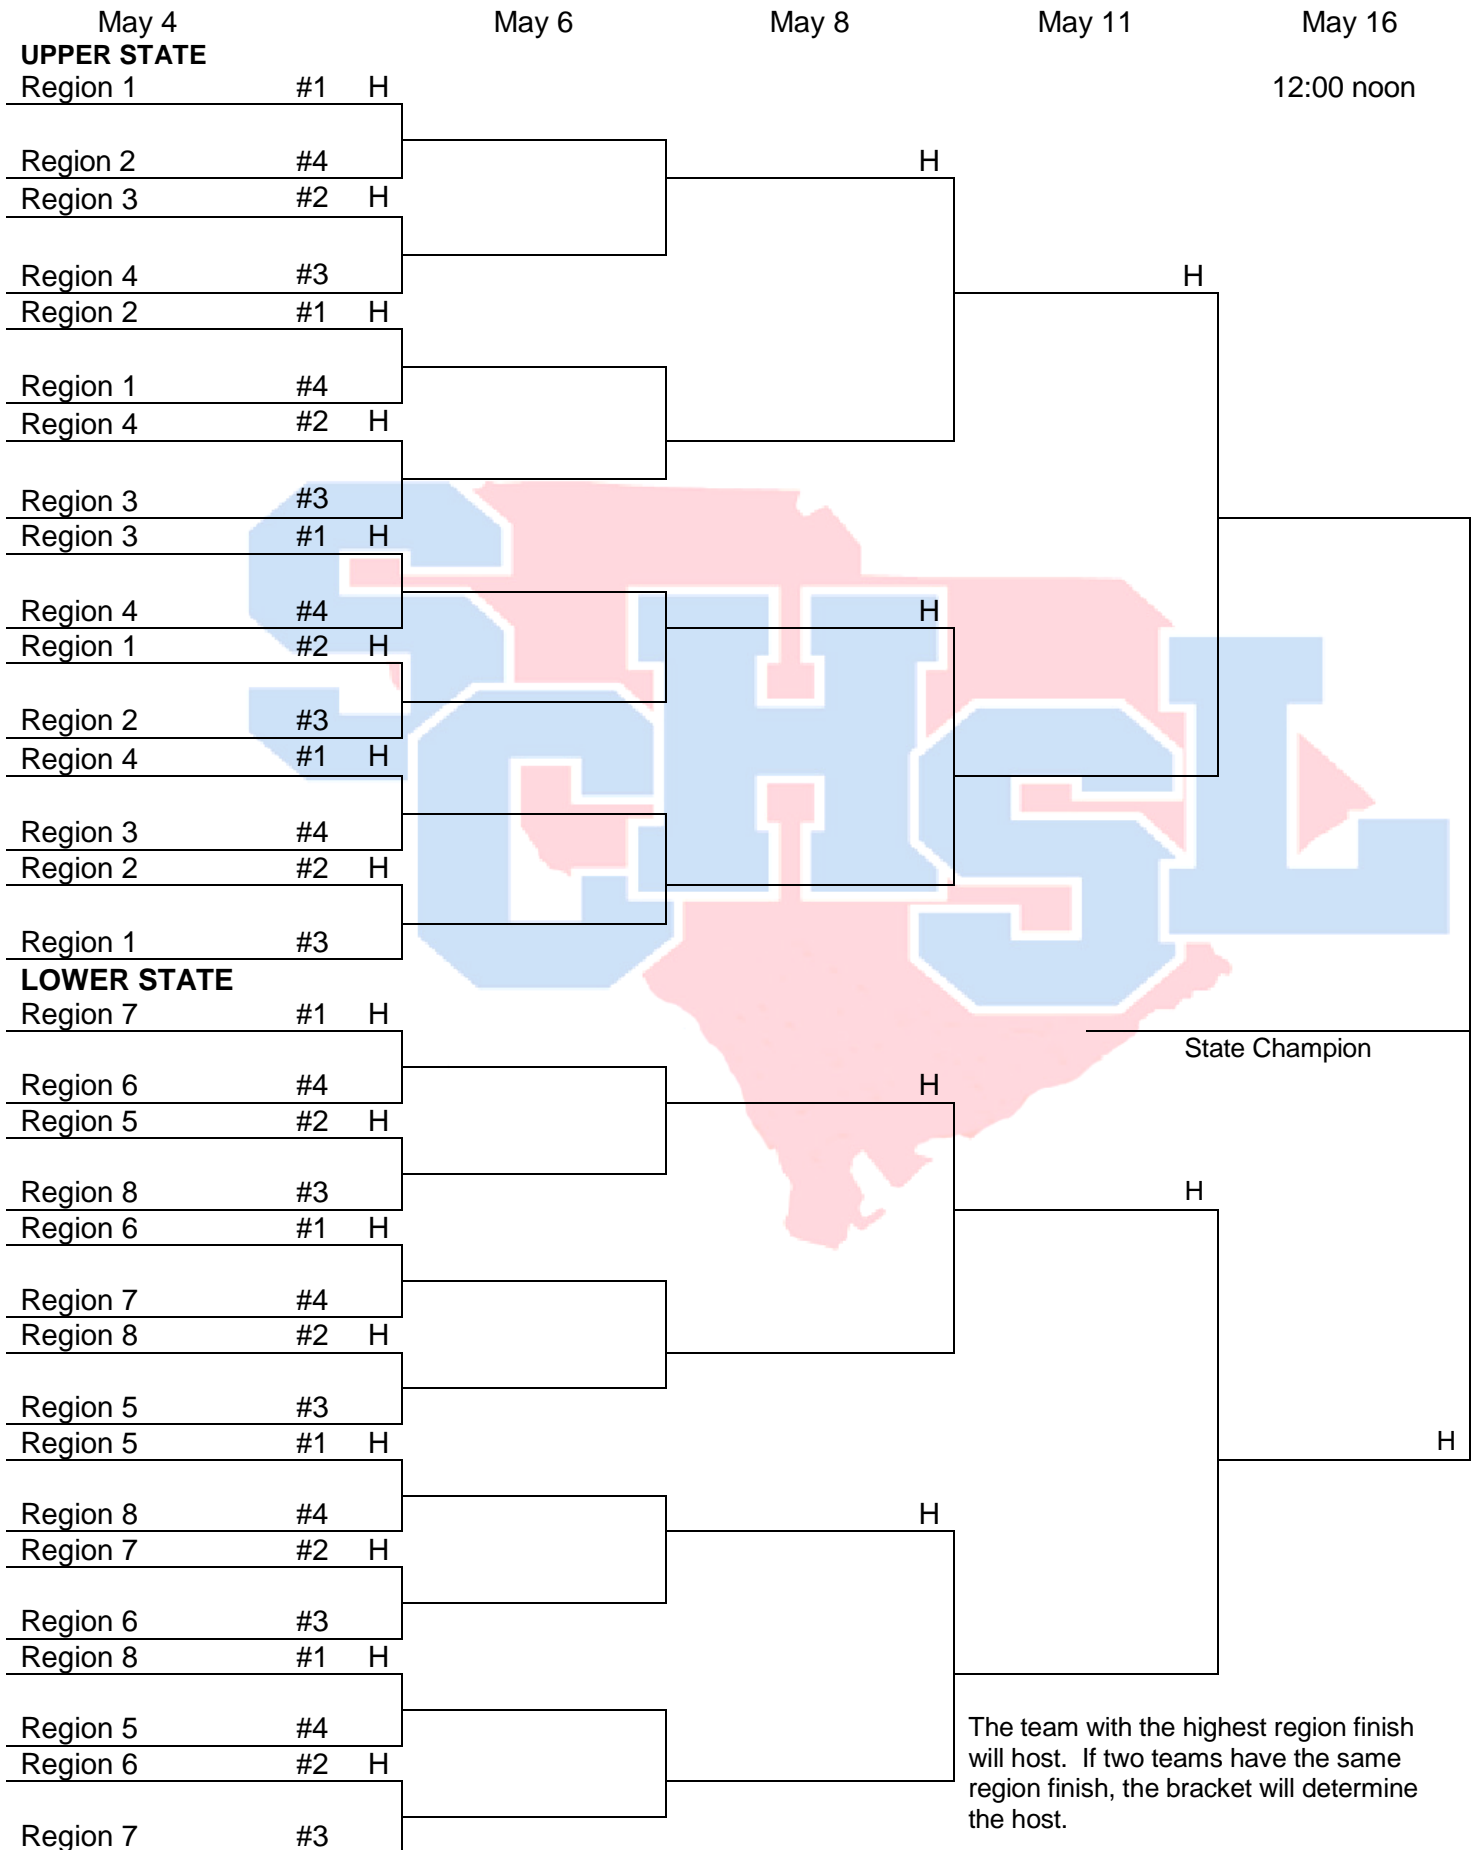 May 4 May 6 May 8 May 11 May 16
UPPER STATE
Region 1 #1 H 12:00 noon
Region 2 #4 H
Region 3 #2 H
Region 4 #3 H
Region 2 #1 H
Region 1 #4
Region 4 #2 H
Region 3 #3
Region 3 #1 H
Region 4 #4 H
Region 1 #2 H
Region 2 #3
Region 4 #1 H
Region 3 #4
Region 2 #2 H
Region 1 #3
LOWER STATE
Region 7 #1 H
State Champion
Region 6 #4 H
Region 5 #2 H
Region 8 #3 H
Region 6 #1 H
Region 7 #4
Region 8 #2 H
Region 5 #3
Region 5 #1 H H
Region 8 #4 H
Region 7 #2 H
Region 6 #3
Region 8 #1 H
Region 5 #4
Region 6 #2 H
Region 7 #3
The team with the highest region finish
will host. If two teams have the same
region finish, the bracket will determine
the host.
SCHSL